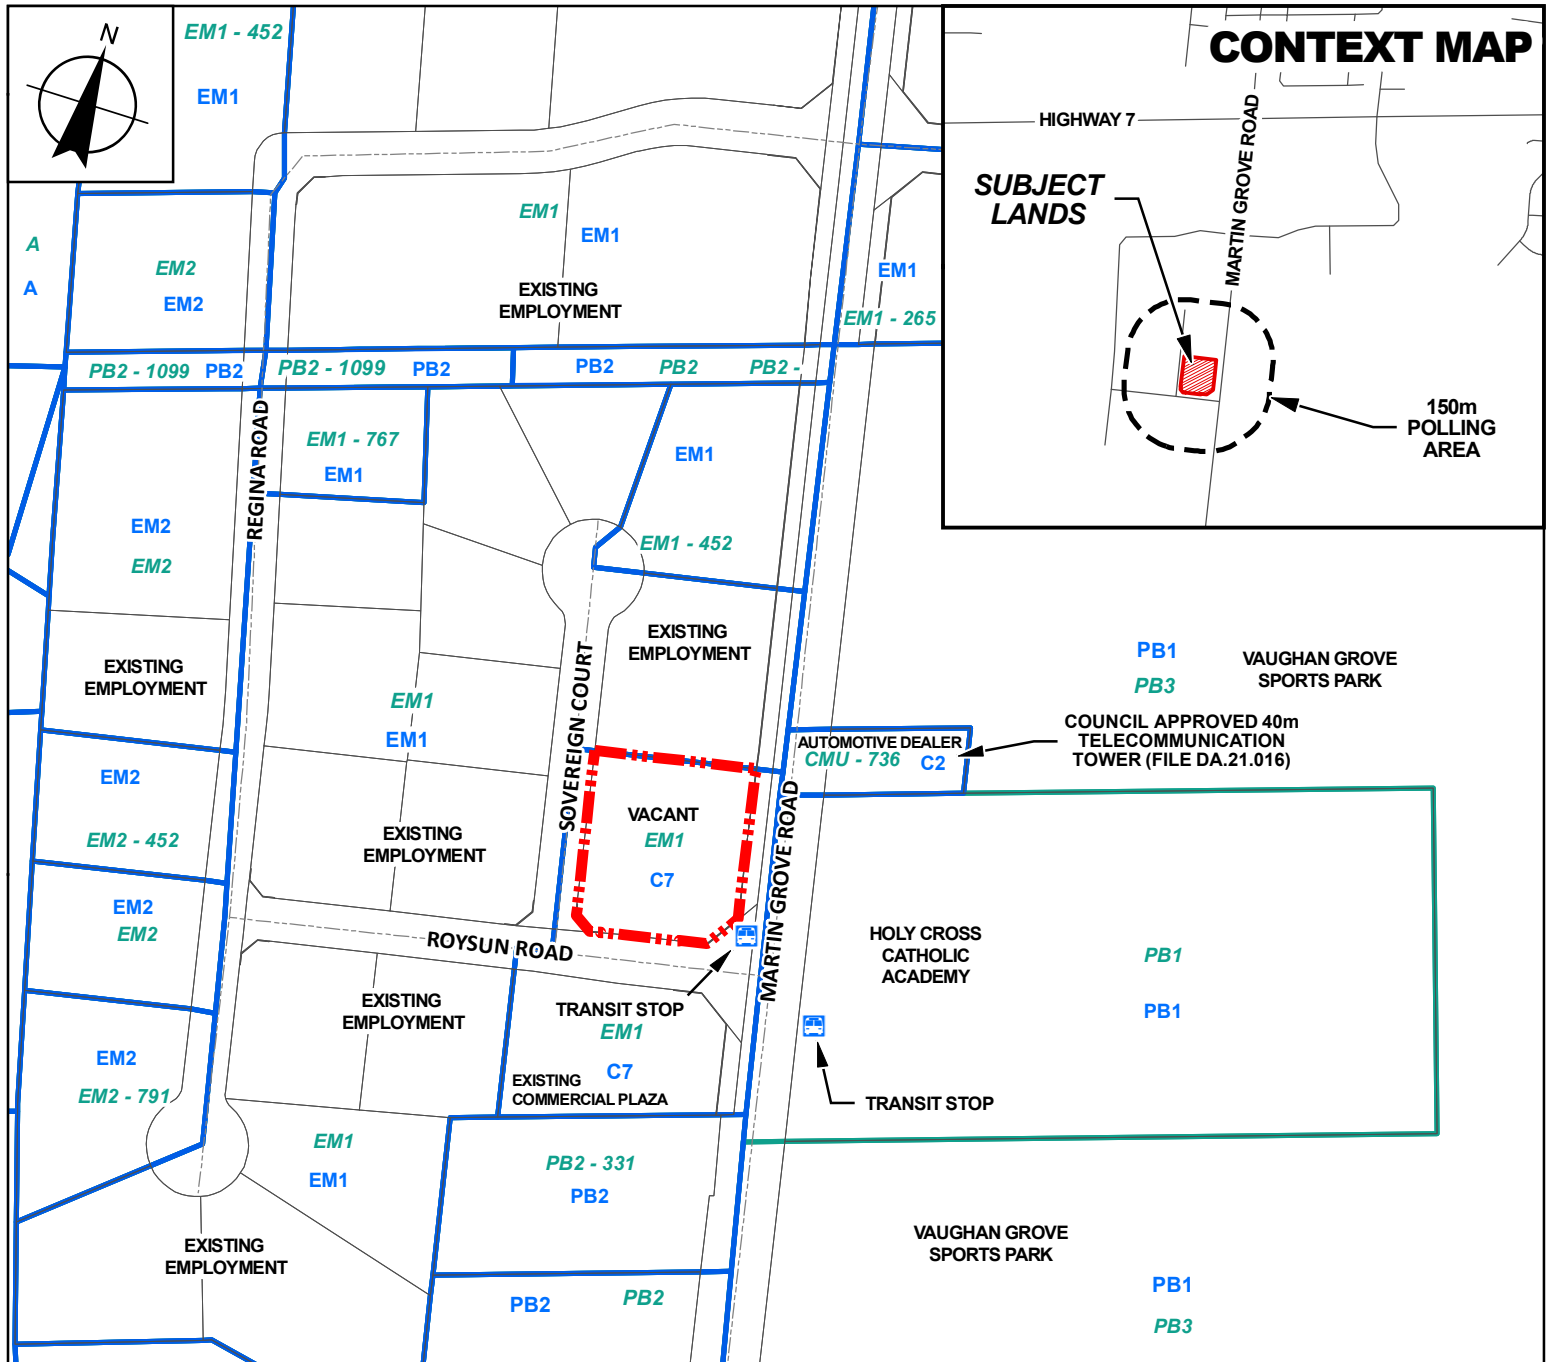 N
EM1 - 452
EM1
CONTEXT MAP
HIGHWAY 7
MARTIN GROVE ROAD
SUBJECT
LANDS
150m
POLLING
AREA
A
A
EM2
EM2
EM1
EM1
EXISTING
EMPLOYMENT
EM1
EM1 - 265
PB2 - 1099
PB2
PB2 - 1099
PB2
PB2
PB2
PB2 -
REGINA ROAD
EM1 - 767
EM1
EM1
EM1 - 452
EM2
EM2
EXISTING
EMPLOYMENT
EXISTING
EMPLOYMENT
SOVEREIGN COURT
PB1
PB3
VAUGHAN GROVE
SPORTS PARK
EM1
EM1
COUNCIL APPROVED 40m
TELECOMMUNICATION
TOWER (FILE DA.21.016)
AUTOMOTIVE DEALER
CMU - 736
C2
EM2
EM2 - 452
EXISTING
EMPLOYMENT
VACANT
EM1
C7
MARTIN GROVE ROAD
EM2
EM2
ROYSUN ROAD
HOLY CROSS
CATHOLIC
ACADEMY
PB1
PB1
EXISTING
EMPLOYMENT
TRANSIT STOP
EM1
C7
EXISTING
COMMERCIAL PLAZA
TRANSIT STOP
EM2
EM2 - 791
EM1
EM1
PB2 - 331
PB2
EXISTING
EMPLOYMENT
VAUGHAN GROVE
SPORTS PARK
PB1
PB3
PB2
PB2